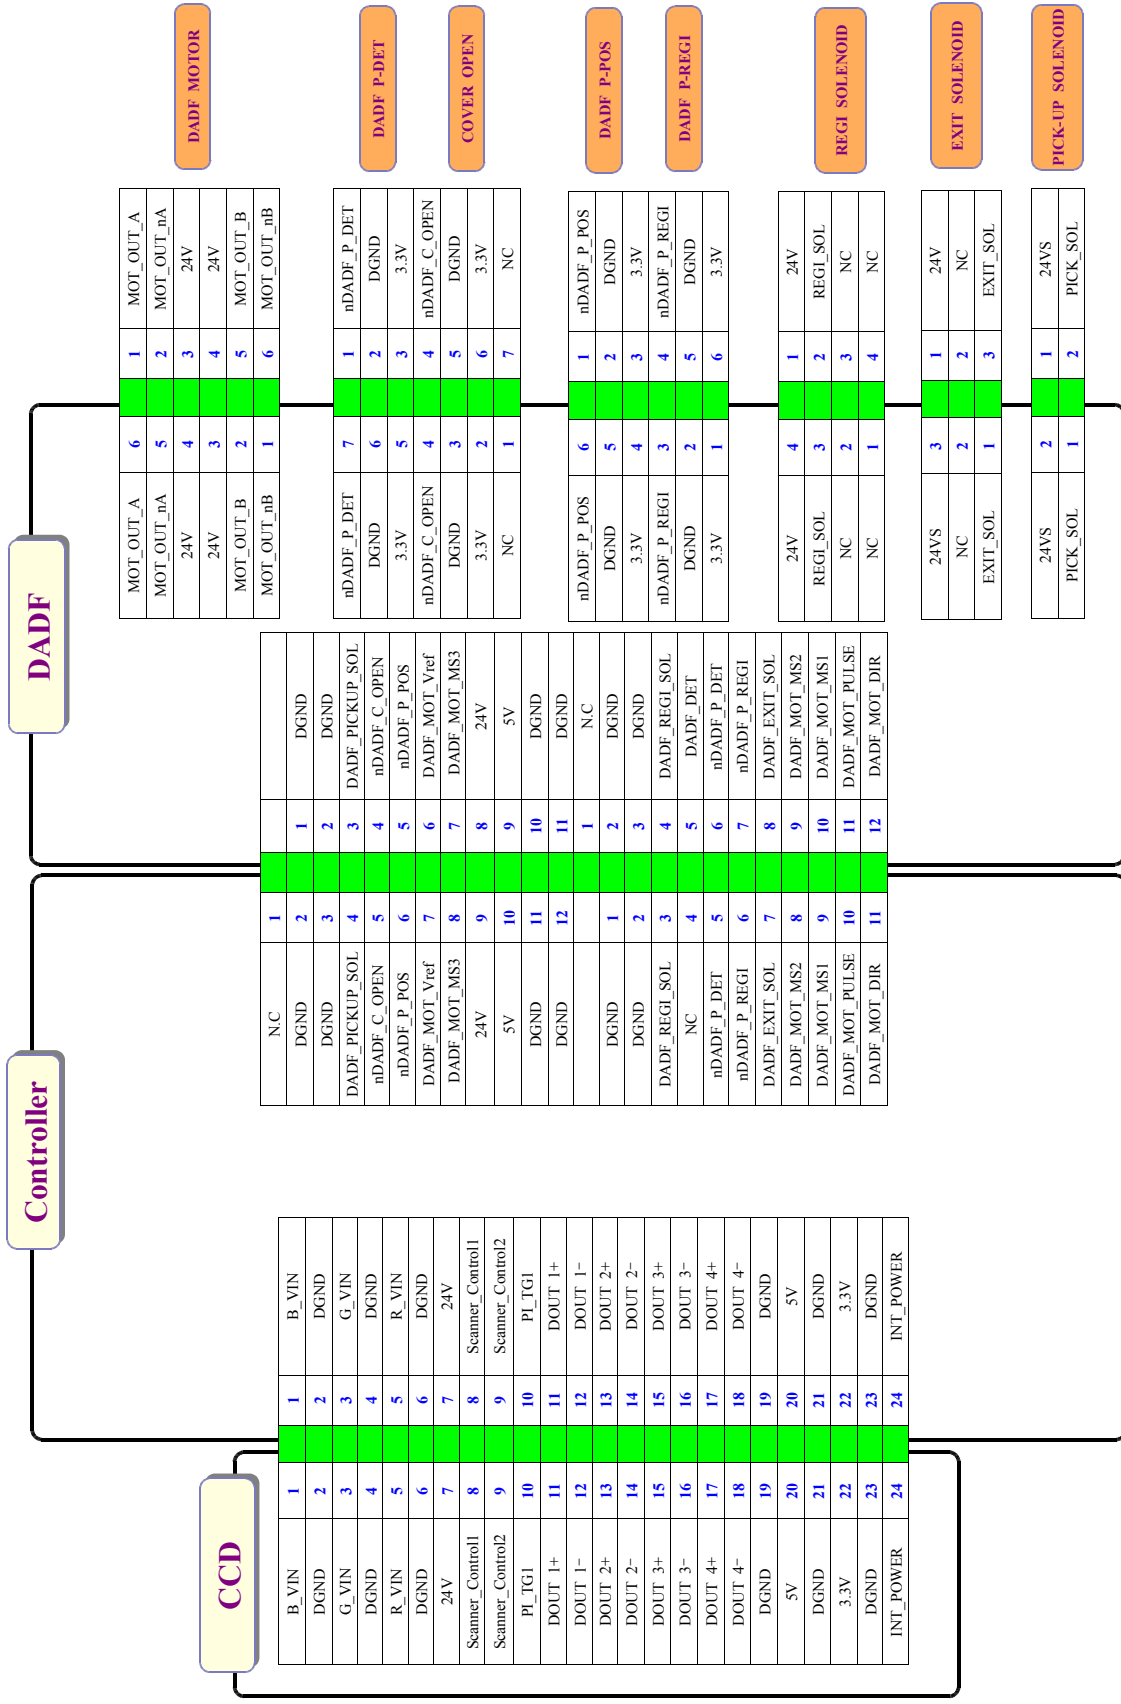 DADF MOTOR
DADF P-DET
COVER OPEN
DADF P-POS
DADF P-REGI
REGI SOLENOID
EXIT SOLENOID
PICK-UP SOLENOID
DADF
MOT_OUT_A 6 1 MOT_OUT_A
MOT_OUT_nA 5 2 MOT_OUT_nA
24V 4 3 24V
24V 3 4 24V
MOT_OUT_B 2 5 MOT_OUT_B
MOT_OUT_nB 1 6 MOT_OUT_nB
nDADF_P_DET 7 1 nDADF_P_DET
DGND 6 2 DGND
3.3V 5 3 3.3V
nDADF_C_OPEN 4 4 nDADF_C_OPEN
DGND 3 5 DGND
3.3V 2 6 3.3V
NC 1 7 NC
nDADF_P_POS 6 1 nDADF_P_POS
DGND 5 2 DGND
3.3V 4 3 3.3V
nDADF_P_REGI 3 4 nDADF_P_REGI
DGND 2 5 DGND
3.3V 1 6 3.3V
24V 4 1 24V
REGI_SOL 3 2 REGI_SOL
NC 2 3 NC
NC 1 4 NC
24VS 3 1 24V
NC 2 2 NC
EXIT_SOL 1 3 EXIT_SOL
24VS 2 1 24VS
PICK_SOL 1 2 PICK_SOL
Controller
N.C 1
DGND 2 1 DGND
DGND 3 2 DGND
DADF_PICKUP_SOL 4 3 DADF_PICKUP_SOL
nDADF_C_OPEN 5 4 nDADF_C_OPEN
nDADF_P_POS 6 5 nDADF_P_POS
DADF_MOT_Vref 7 6 DADF_MOT_Vref
DADF_MOT_MS3 8 7 DADF_MOT_MS3
24V 9 8 24V
5V 10 9 5V
DGND 11 10 DGND
DGND 12 11 DGND
1 N.C
DGND 1 2 DGND
DGND 2 3 DGND
DADF_REGI_SOL 3 4 DADF_REGI_SOL
NC 4 5 DADF_DET
nDADF_P_DET 5 6 nDADF_P_DET
nDADF_P_REGI 6 7 nDADF_P_REGI
DADF_EXIT_SOL 7 8 DADF_EXIT_SOL
DADF_MOT_MS2 8 9 DADF_MOT_MS2
DADF_MOT_MS1 9 10 DADF_MOT_MS1
DADF_MOT_PULSE 10 11 DADF_MOT_PULSE
DADF_MOT_DIR 11 12 DADF_MOT_DIR
CCD
B_VIN 1 1 B_VIN
DGND 2 2 DGND
G_VIN 3 3 G_VIN
DGND 4 4 DGND
R_VIN 5 5 R_VIN
DGND 6 6 DGND
24V 7 7 24V
Scanner_Control1 8 8 Scanner_Control1
Scanner_Control2 9 9 Scanner_Control2
PI_TG1 10 10 PI_TG1
DOUT 1+ 11 11 DOUT 1+
DOUT 1− 12 12 DOUT 1−
DOUT 2+ 13 13 DOUT 2+
DOUT 2− 14 14 DOUT 2−
DOUT 3+ 15 15 DOUT 3+
DOUT 3− 16 16 DOUT 3−
DOUT 4+ 17 17 DOUT 4+
DOUT 4− 18 18 DOUT 4−
DGND 19 19 DGND
5V 20 20 5V
DGND 21 21 DGND
3.3V 22 22 3.3V
DGND 23 23 DGND
INT_POWER 24 24 INT_POWER